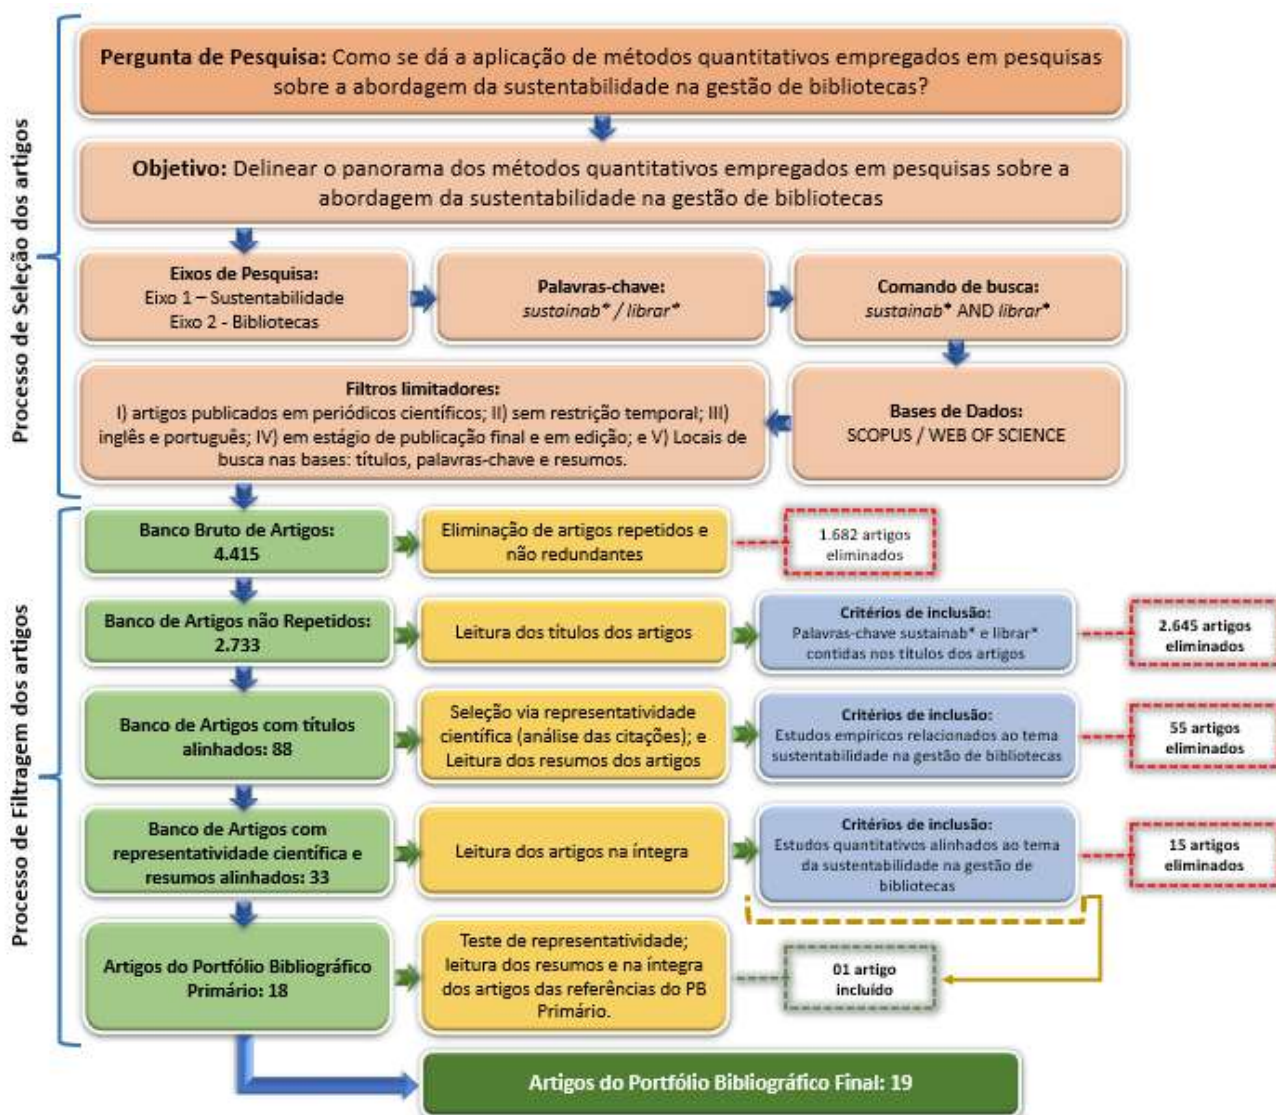 Processo de Seleção dos artigos
Pergunta de Pesquisa: Como se dá a aplicação de métodos quantitativos empregados em pesquisas
sobre a abordagem da sustentabilidade na gestão de bibliotecas?
Objetivo: Delinear o panorama dos métodos quantitativos empregados em pesquisas sobre a
abordagem da sustentabilidade na gestão de bibliotecas
Eixos de Pesquisa:
Eixo 1 – Sustentabilidade
Eixo 2 - Bibliotecas
Palavras-chave:
sustainab* / librar*
Comando de busca:
sustainab* AND librar*
Bases de Dados:
SCOPUS / WEB OF SCIENCE
Filtros limitadores:
I) artigos publicados em periódicos científicos; II) sem restrição temporal; III)
inglês e português; IV) em estágio de publicação final e em edição; e V) Locais de
busca nas bases: títulos, palavras-chave e resumos.
Processo de Filtragem dos artigos
Banco Bruto de Artigos:
4.415
Eliminação de artigos repetidos e
não redundantes
1.682 artigos
eliminados
Banco de Artigos não Repetidos:
2.733
Leitura dos títulos dos artigos
Critérios de inclusão:
Palavras-chave sustainab* e librar*
contidas nos títulos dos artigos
2.645 artigos
eliminados
Banco de Artigos com títulos
alinhados: 88
Seleção via representatividade
científica (análise das citações); e
Leitura dos resumos dos artigos
Critérios de inclusão:
Estudos empíricos relacionados ao tema
sustentabilidade na gestão de bibliotecas
55 artigos
eliminados
Banco de Artigos com
representatividade científica e
resumos alinhados: 33
Leitura dos artigos na íntegra
Critérios de inclusão:
Estudos quantitativos alinhados ao tema
da sustentabilidade na gestão de
bibliotecas
15 artigos
eliminados
Artigos do Portfólio Bibliográfico
Primário: 18
Teste de representatividade;
leitura dos resumos e na íntegra
dos artigos das referências do PB
Primário.
01 artigo
incluído
Artigos do Portfólio Bibliográfico Final: 19